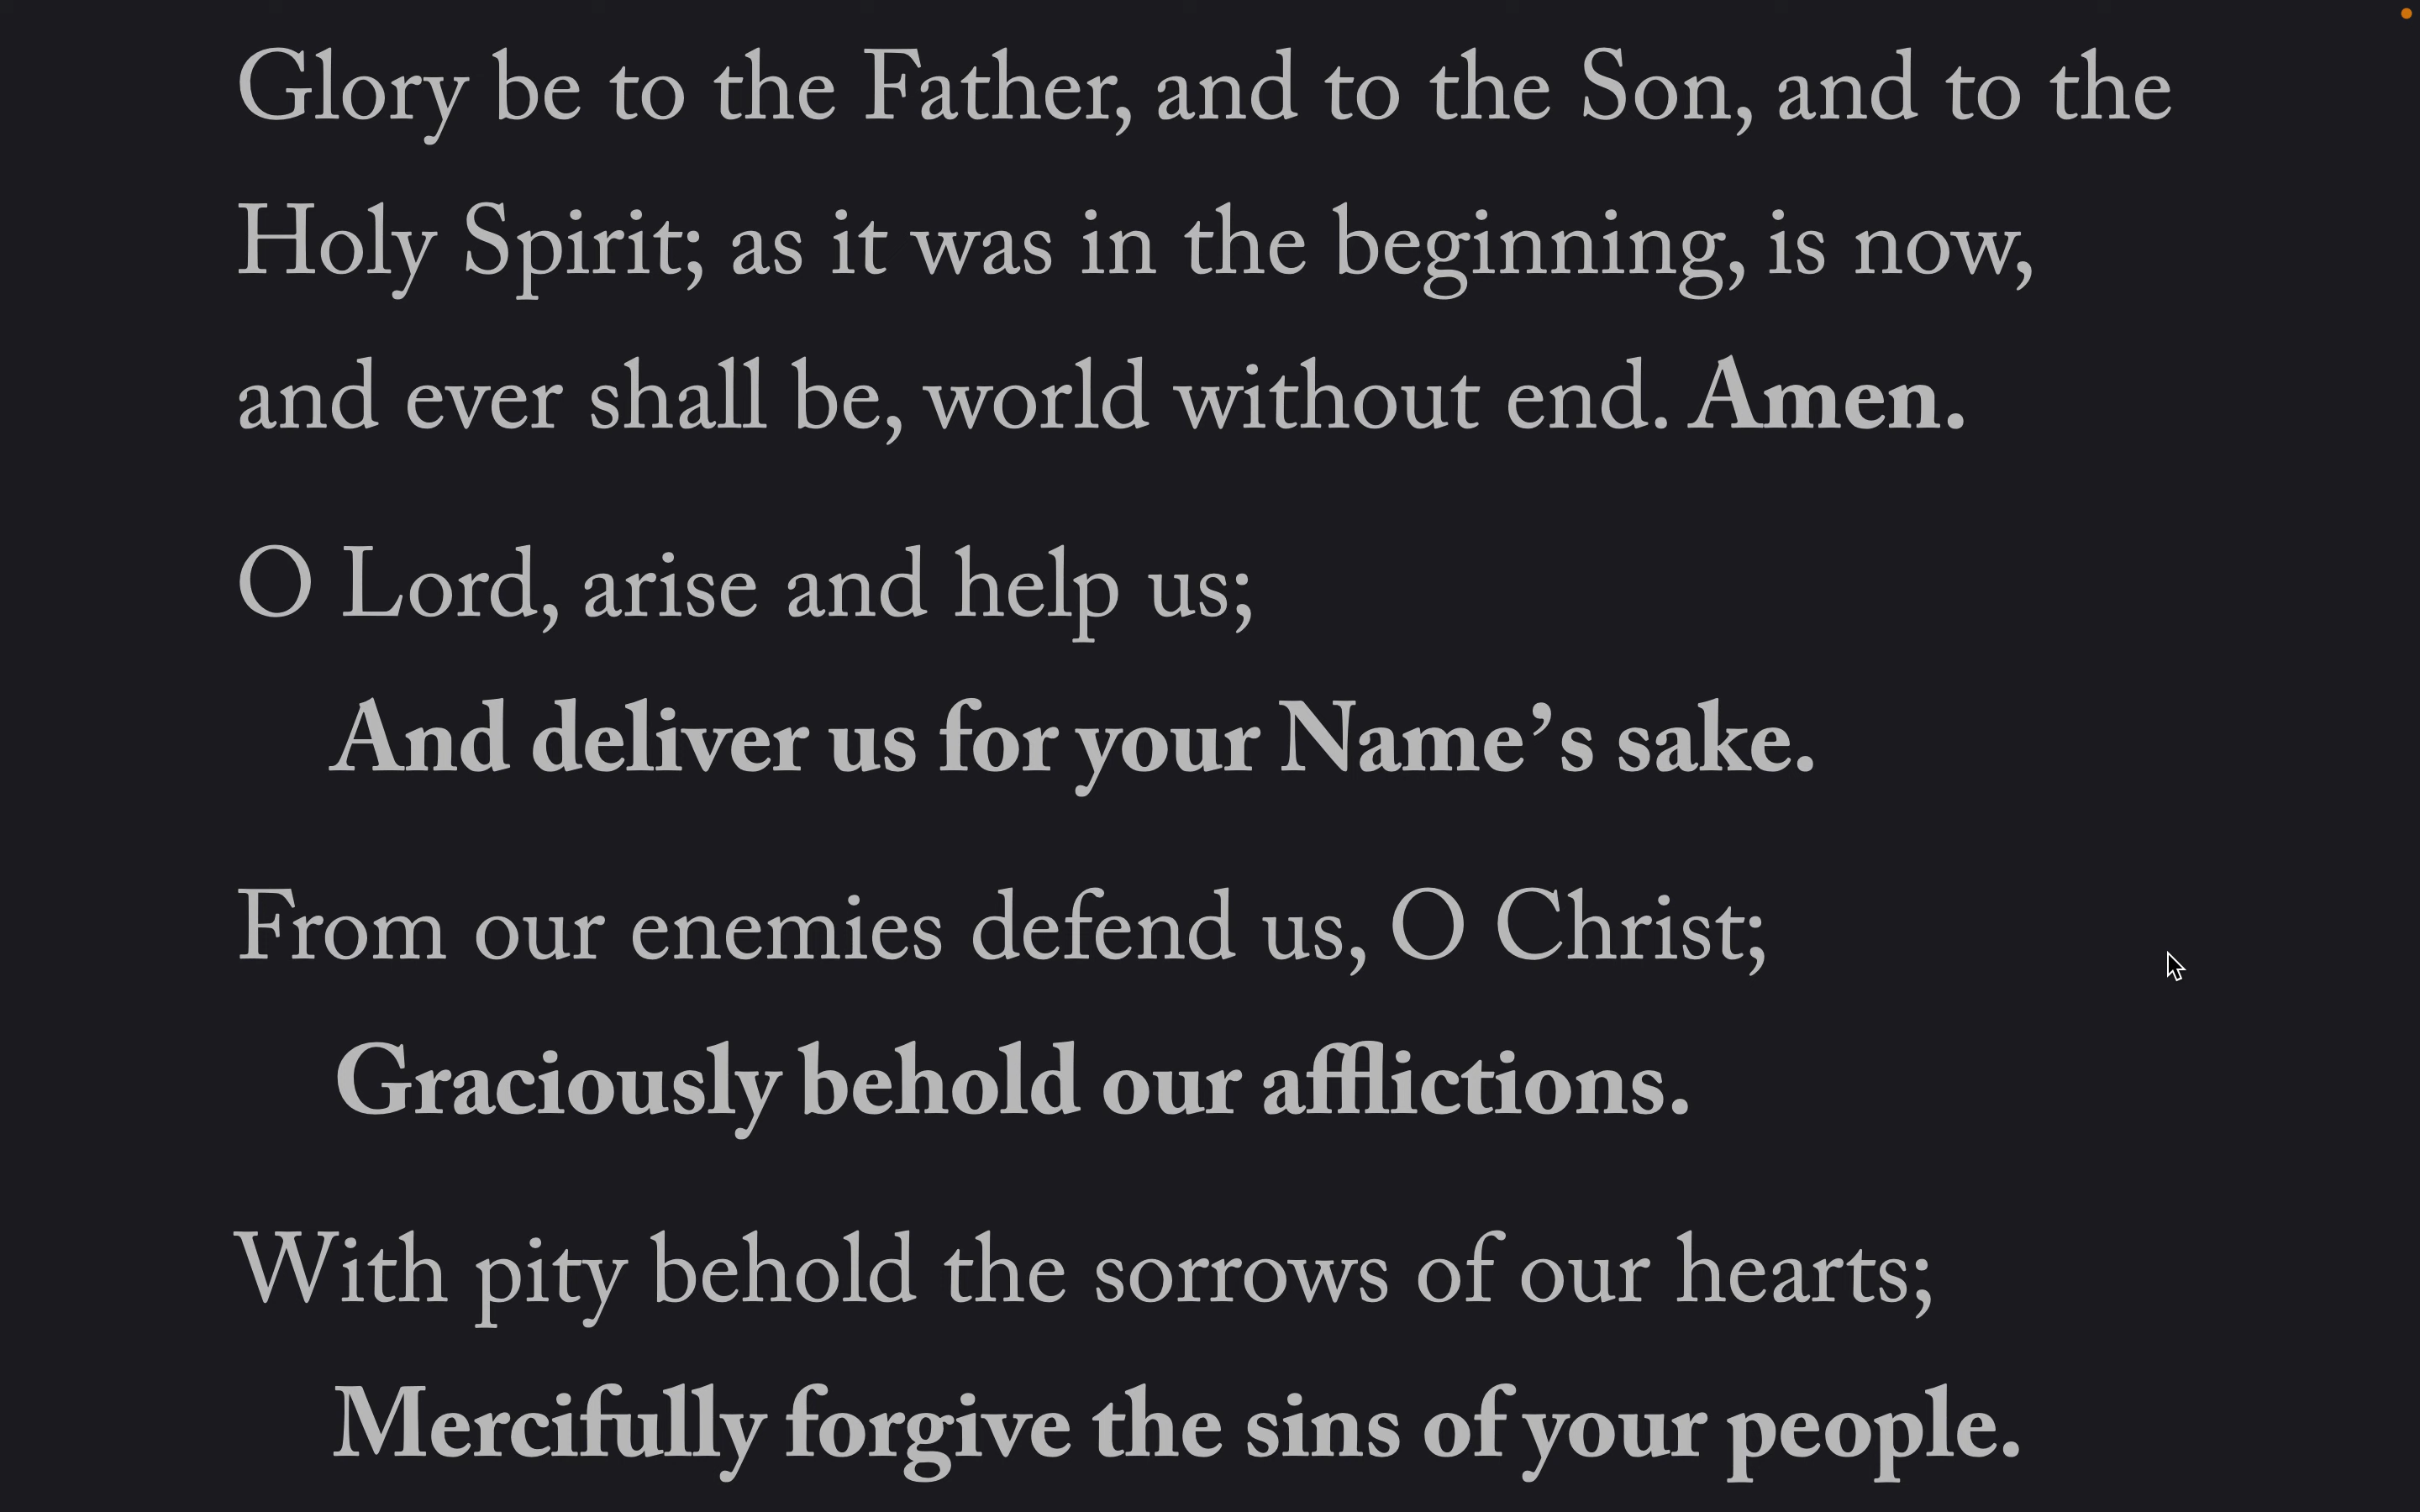 Glory be to the Father, and to the Son, and to the
Holy Spirit; as it was in the beginning, is now,
and ever shall be, world without end. Amen.
O Lord, arise and help us;
And deliver us for your Name’s sake.
From our enemies defend us, O Christ;
Graciously behold our afflictions.
With pity behold the sorrows of our hearts;
Mercifully forgive the sins of your people.